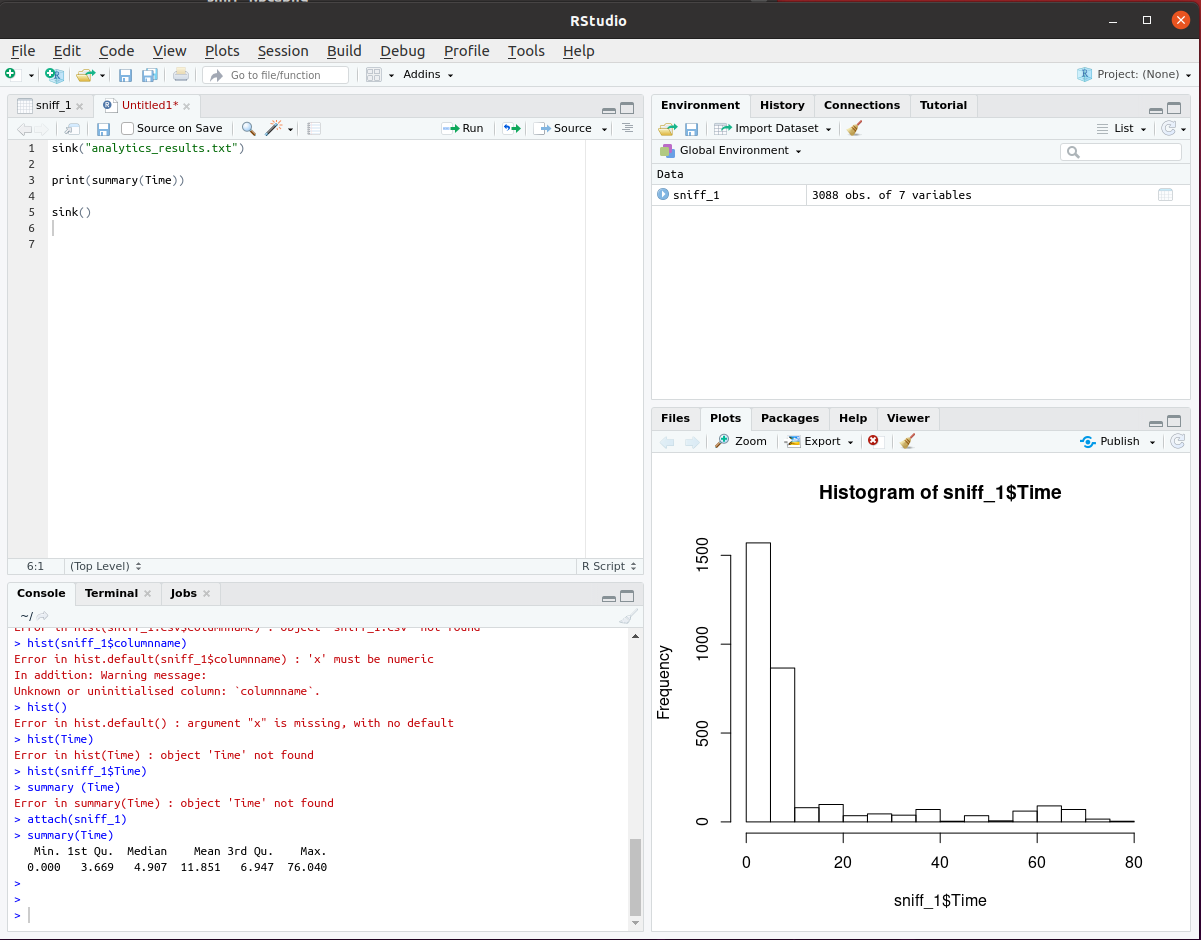 RStudio
File Edit Code View Plots Session Build Debug Profile Tools Help
Go to file/function Addins Project: (None)
sniff_1 Untitled1*
Source on Save Run Source
1 sink("analytics_results.txt")
2
3 print(summary(Time))
4
5 sink()
6
7
6:1 (Top Level) R Script
Console Terminal Jobs
~/
> hist(sniff_1$columnname)
Error in hist.default(sniff_1$columnname) : 'x' must be numeric
In addition: Warning message:
Unknown or uninitialised column: `columnname`.
> hist()
Error in hist.default() : argument "x" is missing, with no default
> hist(Time)
Error in hist(Time) : object 'Time' not found
> hist(sniff_1$Time)
> summary (Time)
Error in summary(Time) : object 'Time' not found
> attach(sniff_1)
> summary(Time)
Min. 1st Qu. Median Mean 3rd Qu. Max.
0.000 3.669 4.907 11.851 6.947 76.040
>
>
>
Environment History Connections Tutorial
Import Dataset List
Global Environment
Data
sniff_1 3088 obs. of 7 variables
Files Plots Packages Help Viewer
Zoom Export Publish
Histogram of sniff_1$Time
Frequency
1500
1000
500
0
0 20 40 60 80
sniff_1$Time